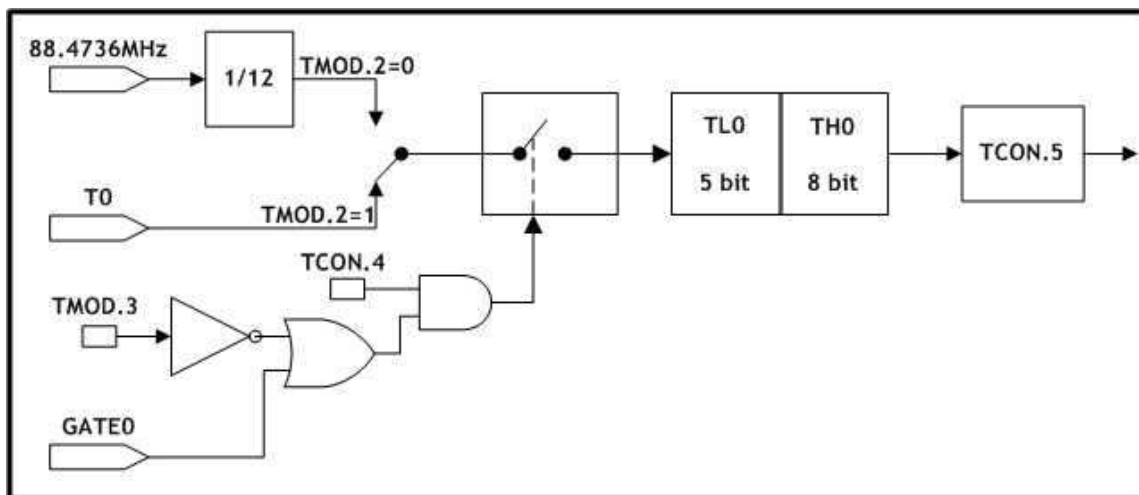 88.4736MHz
1/12
TMOD.2=0
TL0
5 bit
TH0
8 bit
TCON.5
T0
TMOD.2=1
TCON.4
TMOD.3
GATE0